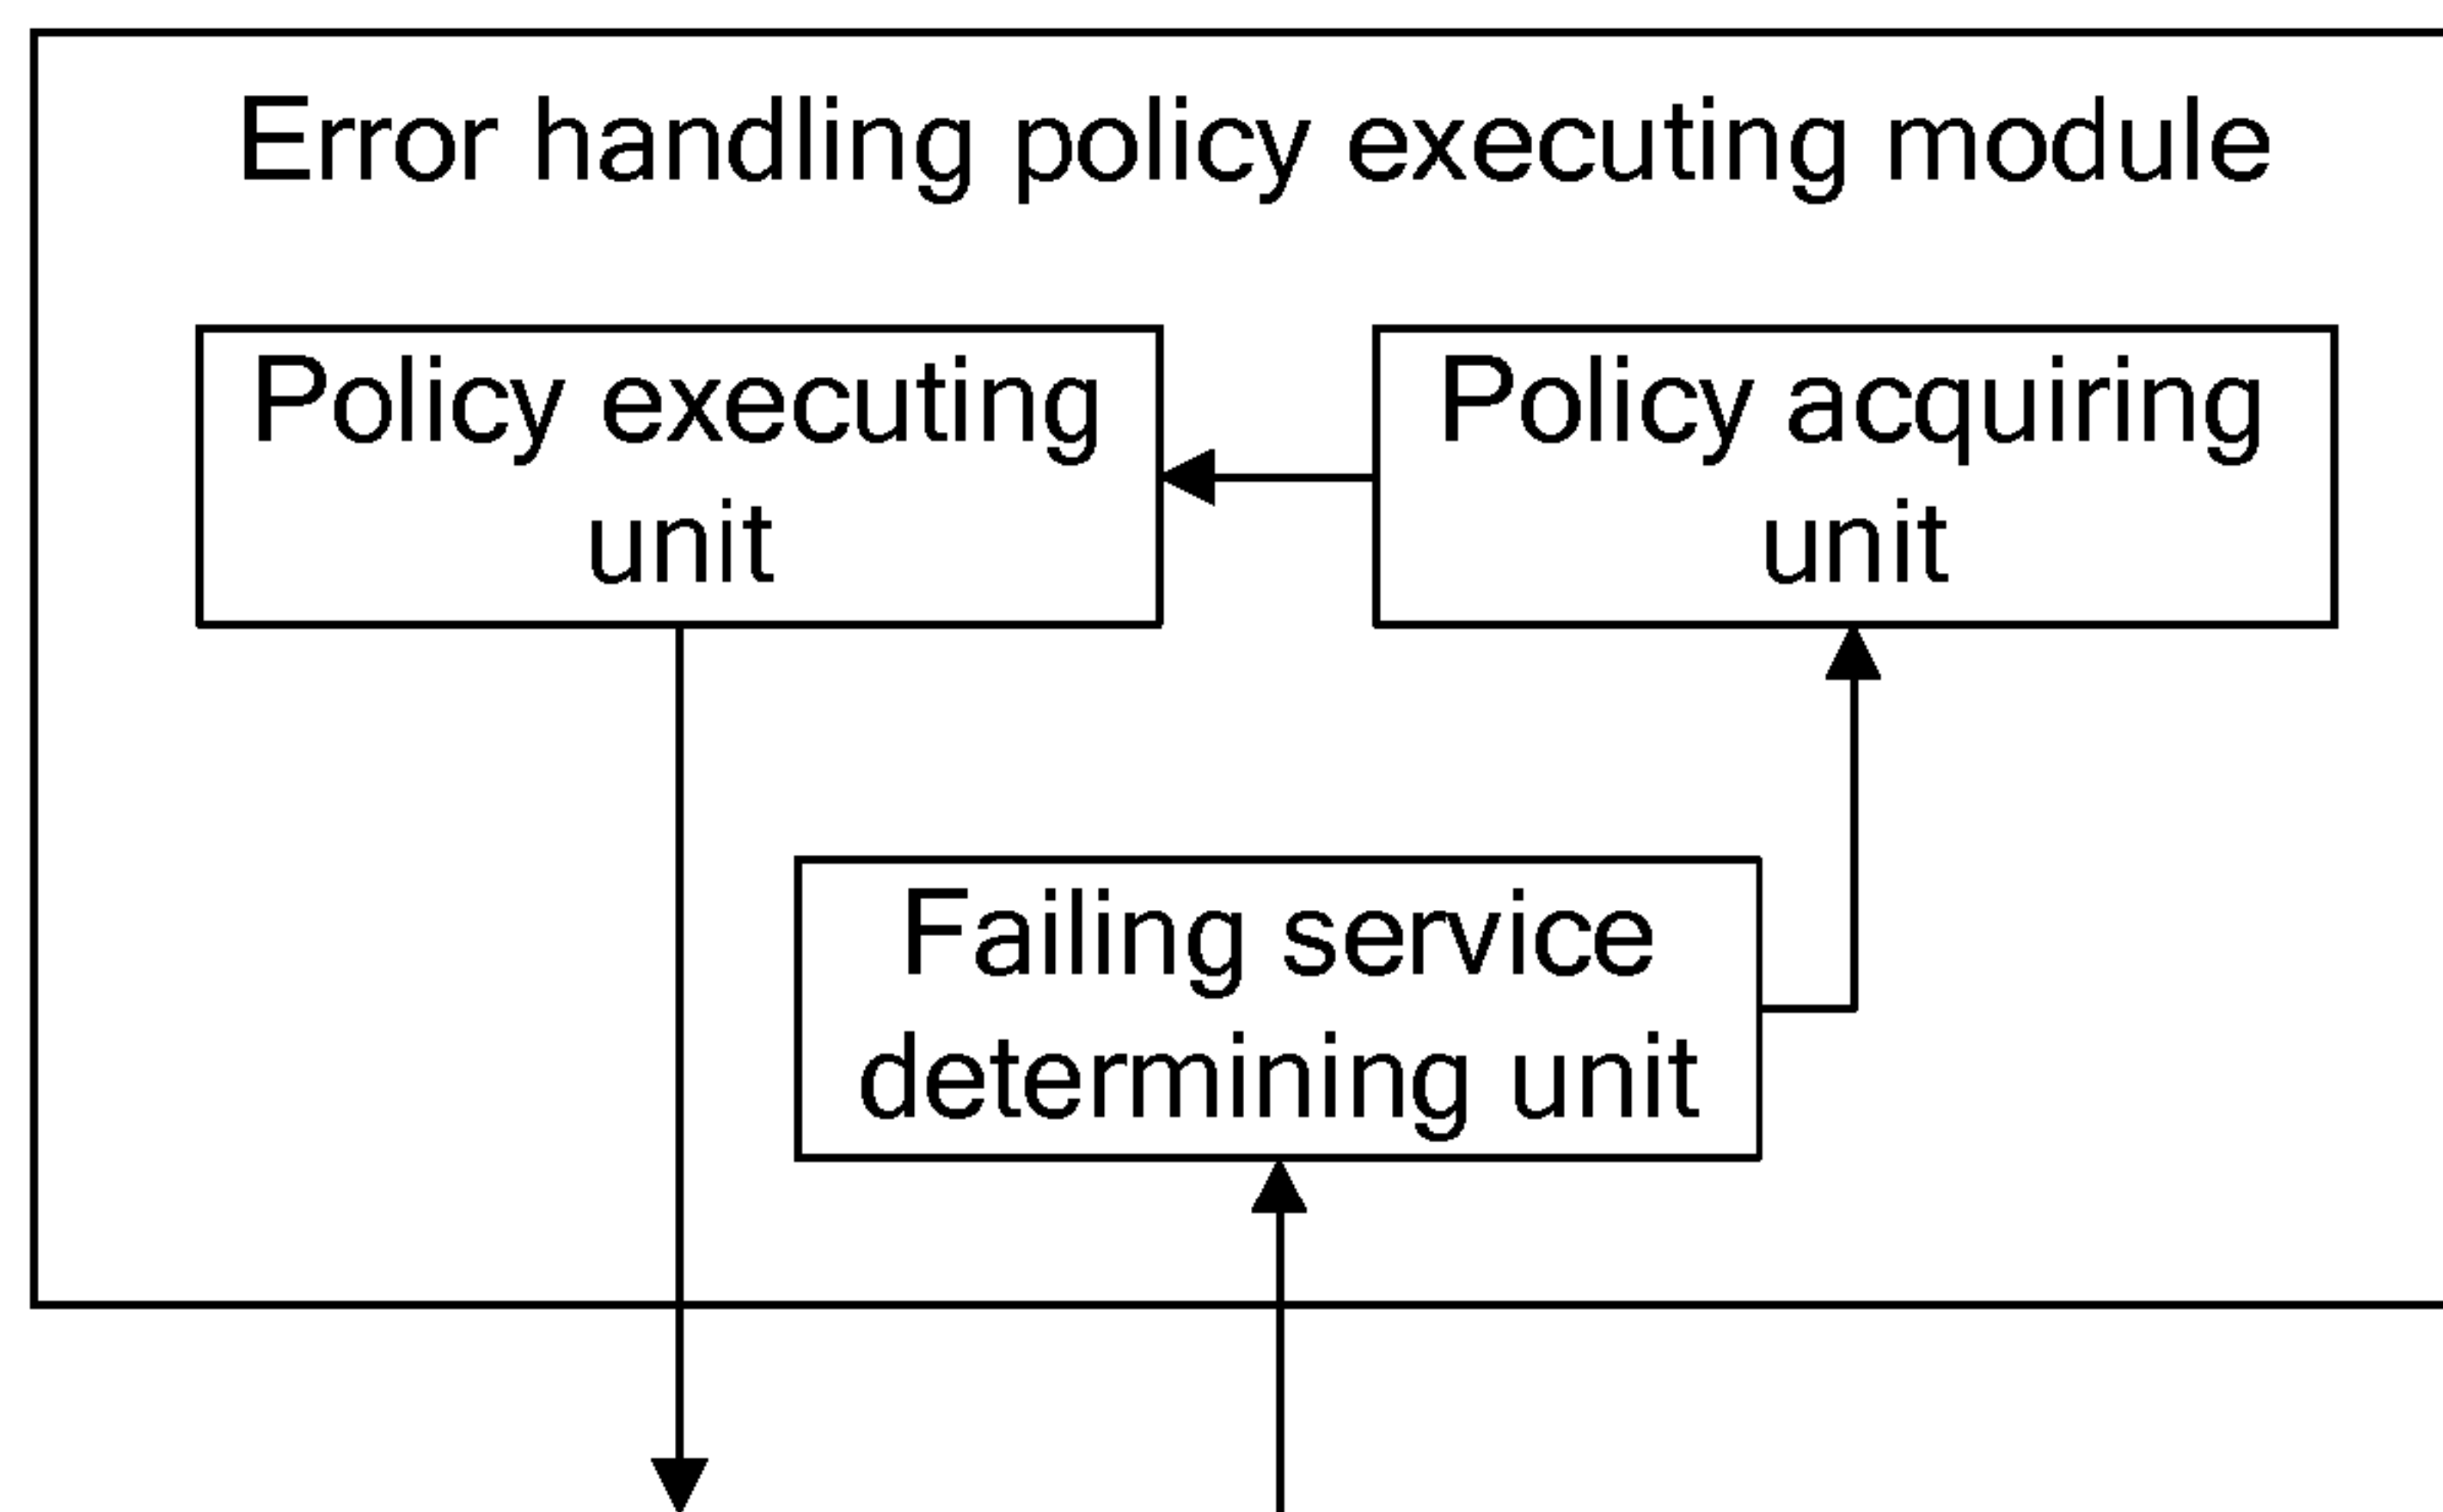 Error handling policy executing module
Policy executing
unit
Policy acquiring
unit
Failing service
determining unit